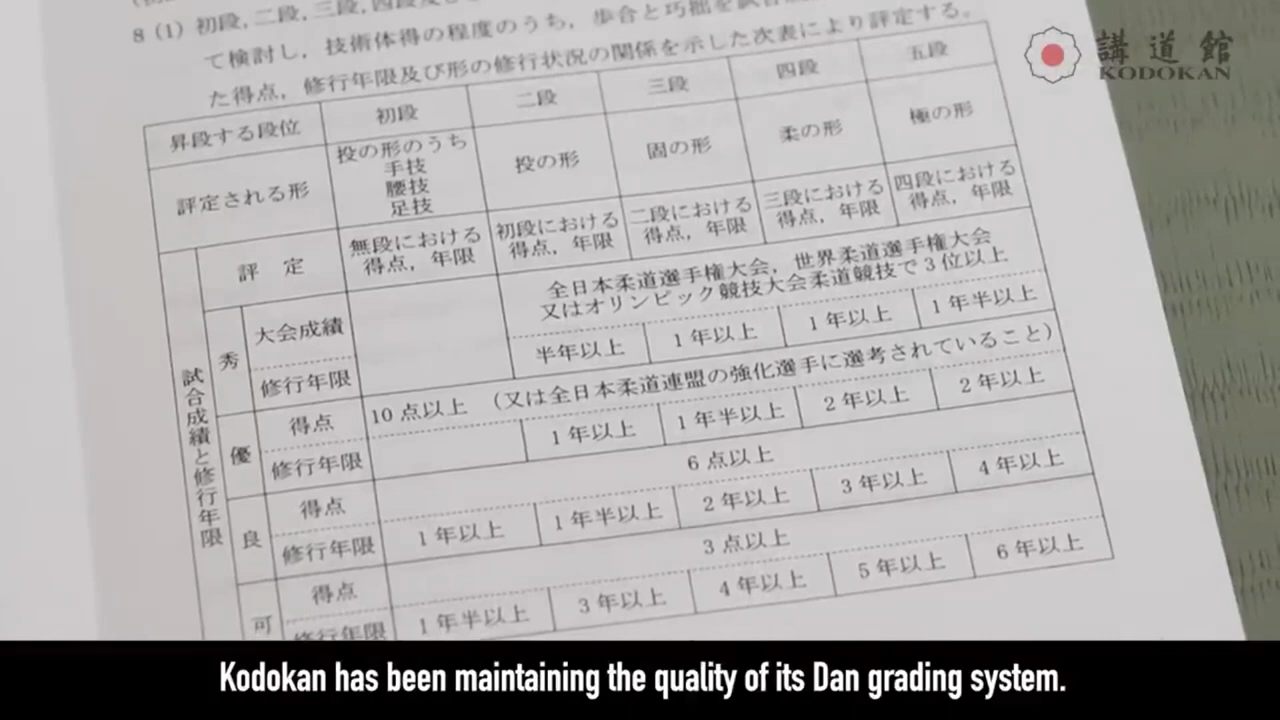 8 (1) 初段，二段，三段，四段及び
て検討し，技術体得の程度のうち，歩合と巧拙を試合
た得点，修行年限及び形の修行状況の関係を示した次表により評定する。
講道館
KODOKAN
昇段する段位 初段 二段 三段 四段 五段
評定される形 投の形のうち 手技 腰技 足技 投の形 固の形 柔の形 極の形
評定 無段における得点，年限 初段における得点，年限 二段における得点，年限 三段における得点，年限 四段における得点，年限
試合成績と修行年限
秀 大会成績 全日本柔道選手権大会，世界柔道選手権大会
又はオリンピック競技大会柔道競技で3位以上
修行年限 半年以上 1年以上 1年以上 1年半以上
優 得点 10点以上 （又は全日本柔道連盟の強化選手に選考されていること）
修行年限 1年以上 1年半以上 2年以上 2年以上
良 得点 6点以上
修行年限 1年以上 1年半以上 2年以上 3年以上 4年以上
可 得点 3点以上
修行年限 1年半以上 3年以上 4年以上 5年以上 6年以上
Kodokan has been maintaining the quality of its Dan grading system.